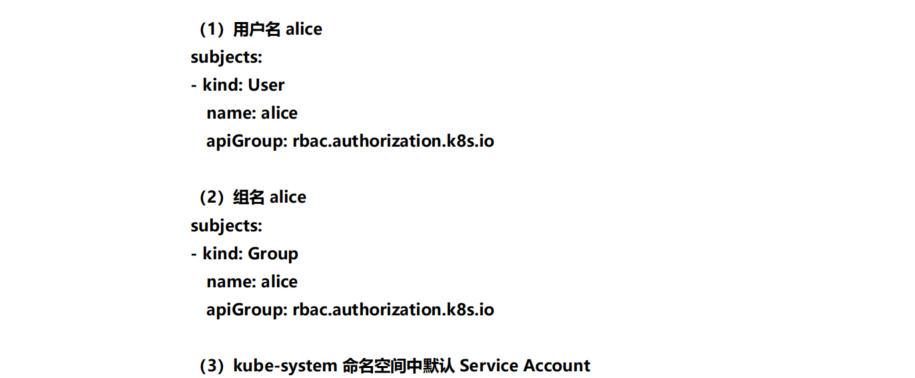 （1）用户名 alice
subjects:
- kind: User
name: alice
apiGroup: rbac.authorization.k8s.io
（2）组名 alice
subjects:
- kind: Group
name: alice
apiGroup: rbac.authorization.k8s.io
（3）kube-system 命名空间中默认 Service Account